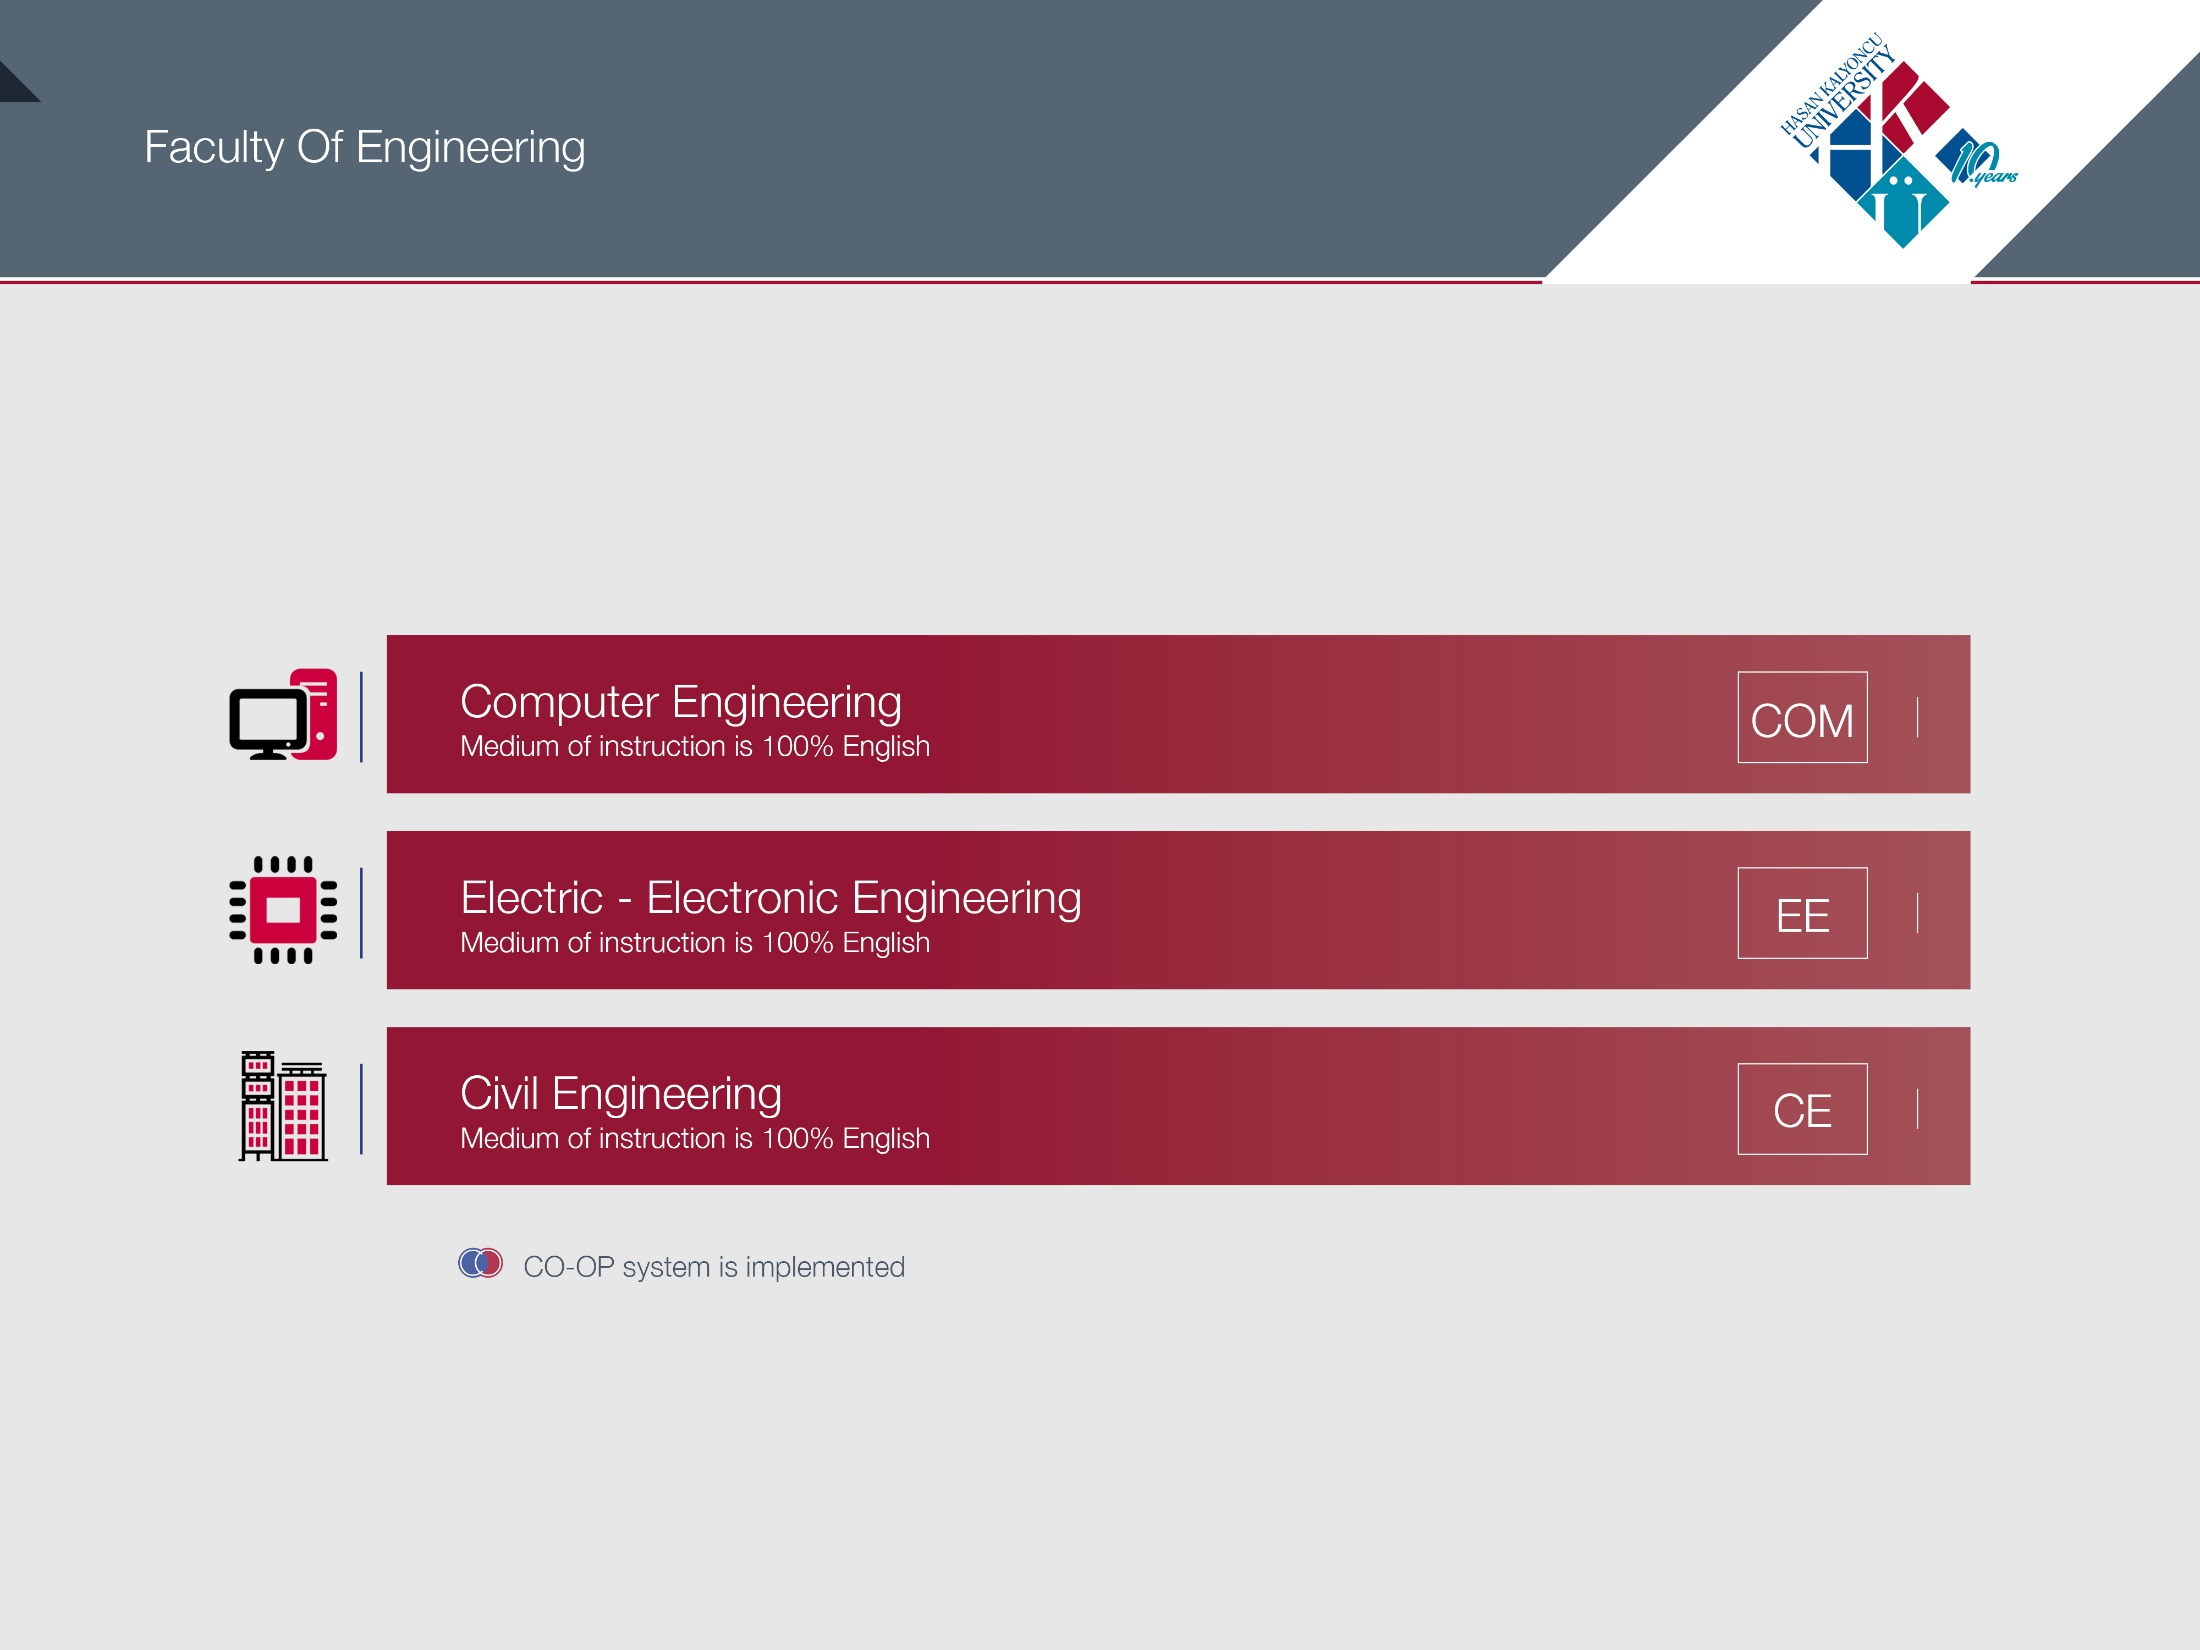 Faculty Of Engineering
HASAN KALYONCU
UNIVERSITY
KÜ
10.years
Computer Engineering
Medium of instruction is 100% English
COM
Electric - Electronic Engineering
Medium of instruction is 100% English
EE
Civil Engineering
Medium of instruction is 100% English
CE
CO-OP system is implemented